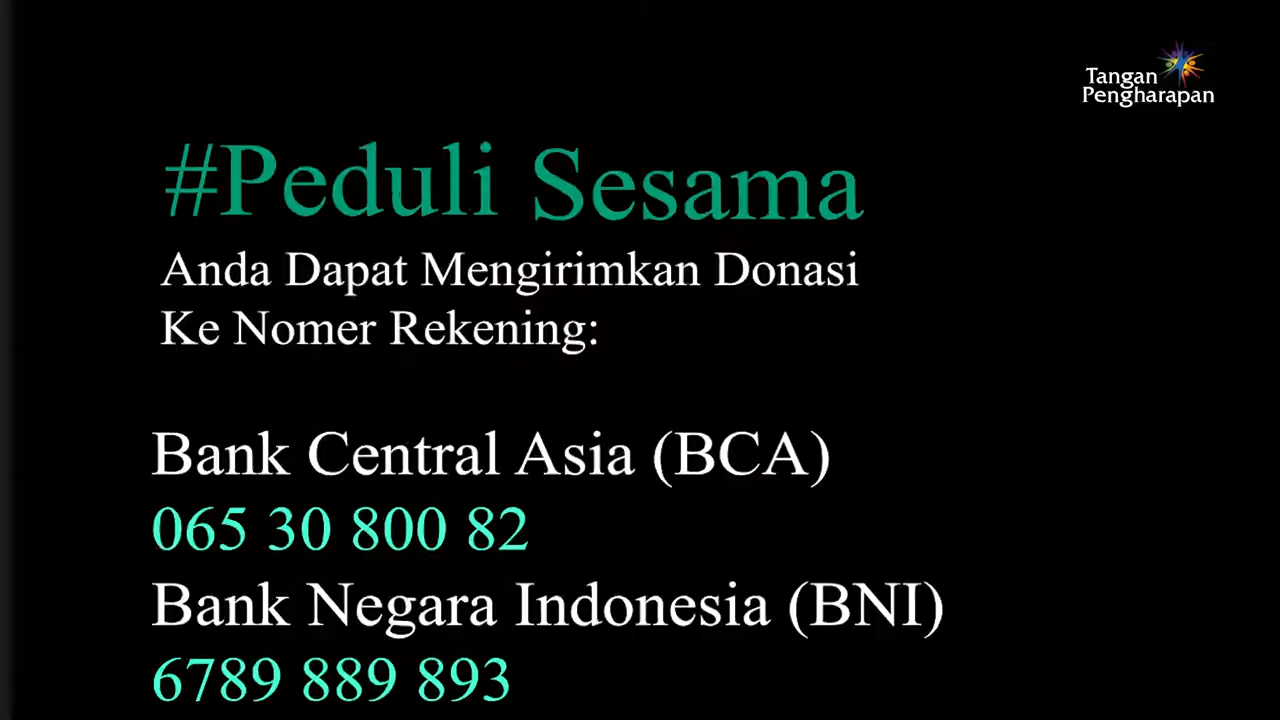 Tangan
Pengharapan
#Peduli Sesama
Anda Dapat Mengirimkan Donasi
Ke Nomer Rekening:
Bank Central Asia (BCA)
065 30 800 82
Bank Negara Indonesia (BNI)
6789 889 893